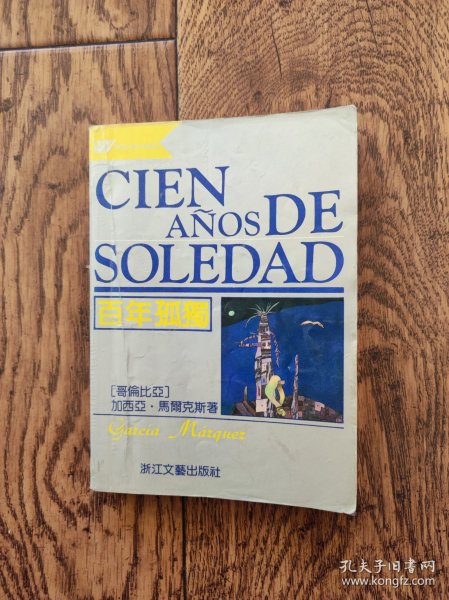 CIEN
AÑOS DE
SOLEDAD
百年孤獨
[哥倫比亞]
加西亞·馬爾克斯著
Garcia Márquez
浙江文藝出版社
孔夫子旧书网
www.kongfz.com